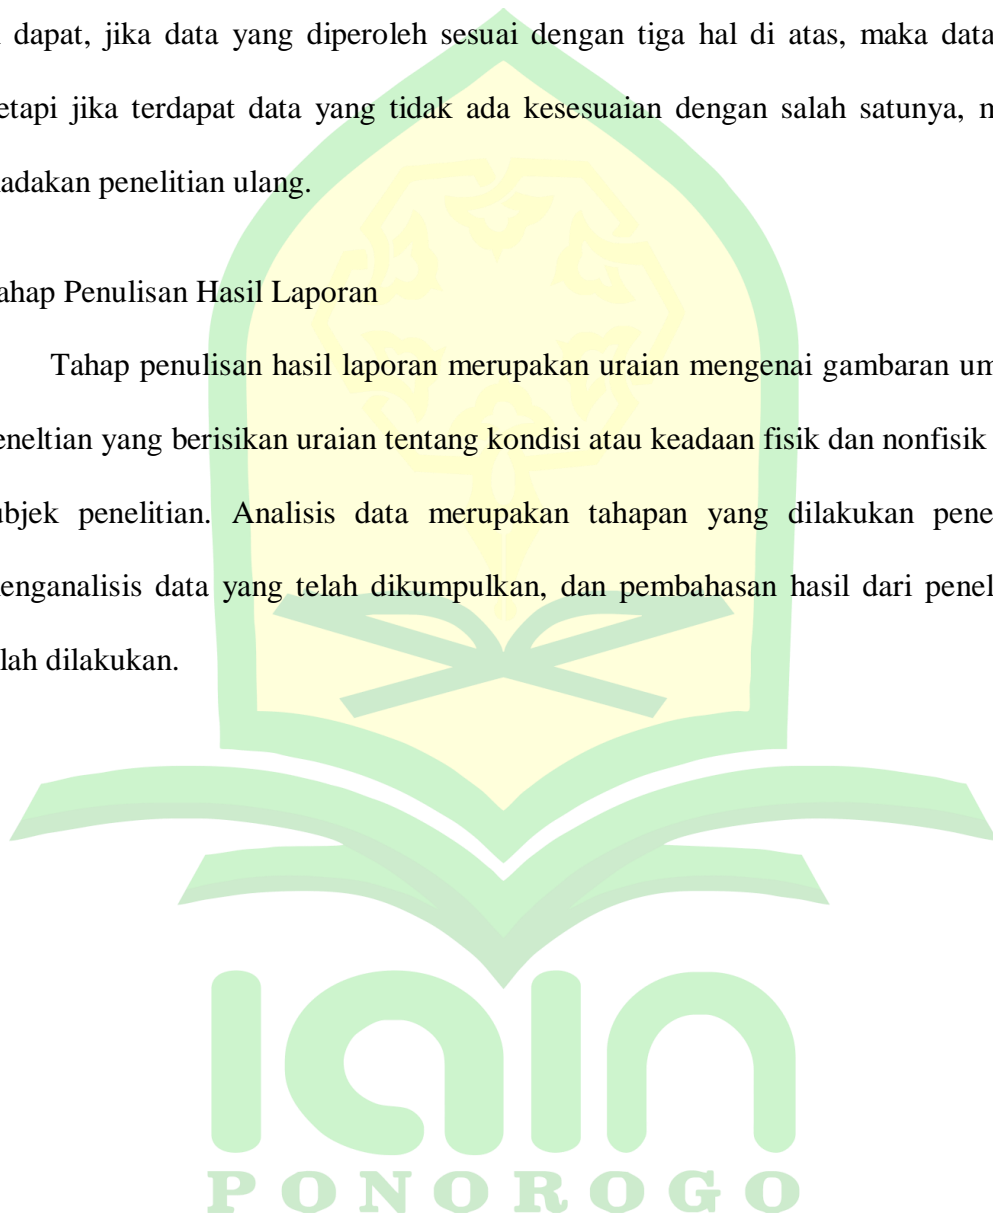 dapat, jika data yang diperoleh sesuai dengan tiga hal di atas, maka data
etapi jika terdapat data yang tidak ada kesesuaian dengan salah satunya, m
adakan penelitian ulang.
ahap Penulisan Hasil Laporan
Tahap penulisan hasil laporan merupakan uraian mengenai gambaran um
eneltian yang berisikan uraian tentang kondisi atau keadaan fisik dan nonfisik
ubjek penelitian. Analisis data merupakan tahapan yang dilakukan pene
enganalisis data yang telah dikumpulkan, dan pembahasan hasil dari penel
lah dilakukan.
iain
PONOROGO